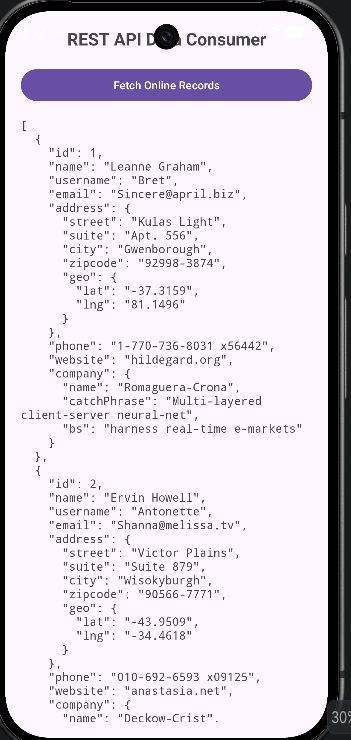 REST API D a Consumer
Fetch Online Records
[
  {
    "id": 1,
    "name": "Leanne Graham",
    "username": "Bret",
    "email": "Sincere@april.biz",
    "address": {
      "street": "Kulas Light",
      "suite": "Apt. 556",
      "city": "Gwenborough",
      "zipcode": "92998-3874",
      "geo": {
        "lat": "-37.3159",
        "lng": "81.1496"
      }
    },
    "phone": "1-770-736-8031 x56442",
    "website": "hildegard.org",
    "company": {
      "name": "Romaguera-Crona",
      "catchPhrase": "Multi-layered
client-server neural-net",
      "bs": "harness real-time e-markets"
    }
  },
  {
    "id": 2,
    "name": "Ervin Howell",
    "username": "Antonette",
    "email": "Shanna@melissa.tv",
    "address": {
      "street": "Victor Plains",
      "suite": "Suite 879",
      "city": "Wisokyburgh",
      "zipcode": "90566-7771",
      "geo": {
        "lat": "-43.9509",
        "lng": "-34.4618"
      }
    },
    "phone": "010-692-6593 x09125",
    "website": "anastasia.net",
    "company": {
      "name": "Deckow-Crist",
30%